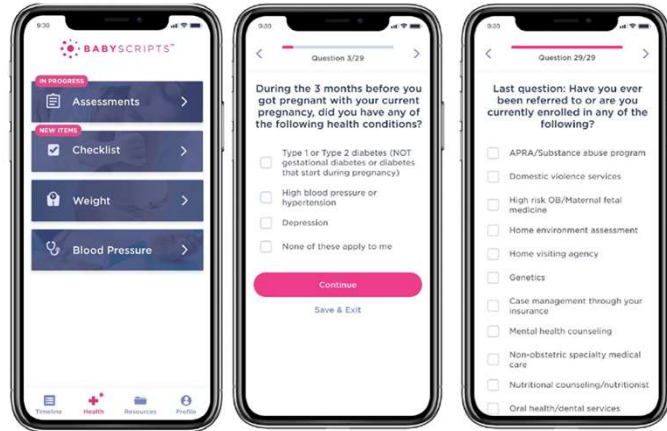 9:30
BABYSCRIPTS™
IN PROGRESS
Assessments
NEW ITEMS
Checklist
Weight
Blood Pressure
Timeline
Health
Resources
Profile
9:30
Question 3/29
During the 3 months before you
got pregnant with your current
pregnancy, did you have any of
the following health conditions?
Type 1 or Type 2 diabetes (NOT
gestational diabetes or diabetes
that start during pregnancy)
High blood pressure or
hypertension
Depression
None of these apply to me
Continue
Save & Exit
9:30
Question 29/29
Last question: Have you ever
been referred to or are you
currently enrolled in any of the
following?
APRA/Substance abuse program
Domestic violence services
High risk OB/Maternal fetal
medicine
Home environment assessment
Home visiting agency
Genetics
Case management through your
insurance
Mental health counseling
Non-obstetric specialty medical
care
Nutritional counseling/nutritionist
Oral health/dental services